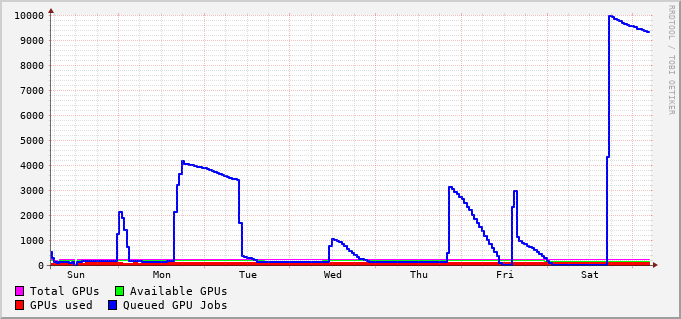 RRDTOOL / TOBI OETIKER
10000
9000
8000
7000
6000
5000
4000
3000
2000
1000
0
Sun Mon Tue Wed Thu Fri Sat
Total GPUs Available GPUs
GPUs used Queued GPU Jobs